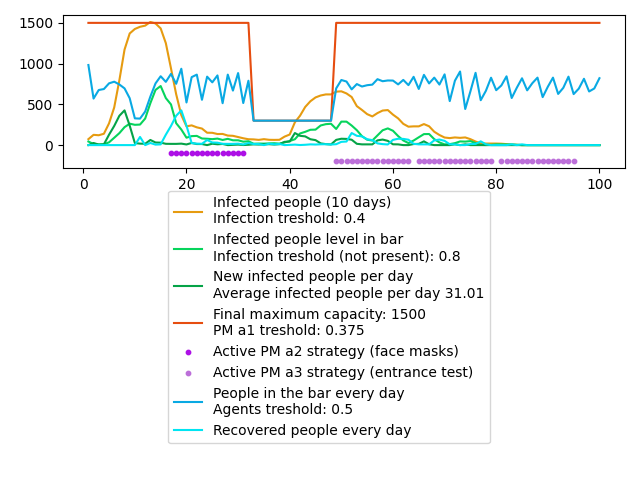 1500
1000
500
0
0 20 40 60 80 100
Infected people (10 days)
Infection treshold: 0.4
Infected people level in bar
Infection treshold (not present): 0.8
New infected people per day
Average infected people per day 31.01
Final maximum capacity: 1500
PM a1 treshold: 0.375
Active PM a2 strategy (face masks)
Active PM a3 strategy (entrance test)
People in the bar every day
Agents treshold: 0.5
Recovered people every day